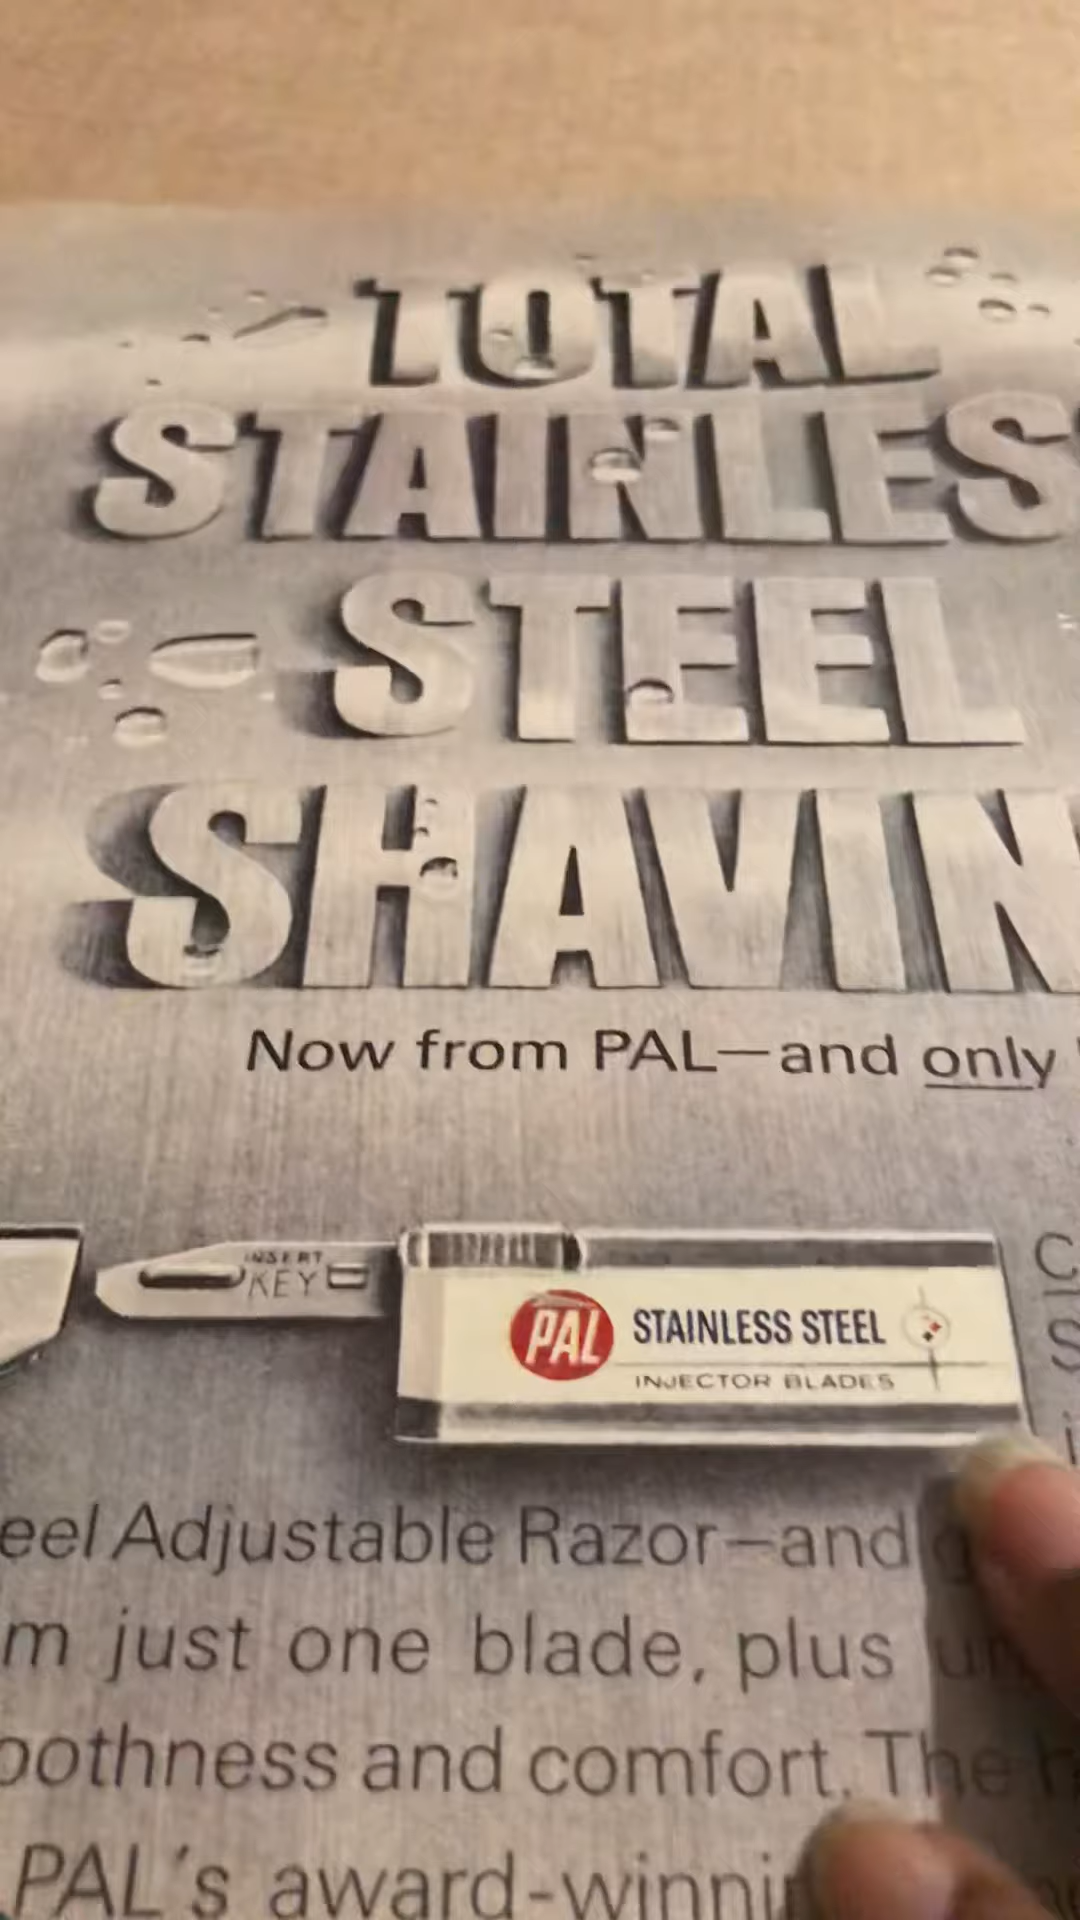 TOTAL
STAINLES
STEEL
SHAVIN
Now from PAL—and only
INSERT
KEY
PAL STAINLESS STEEL
INJECTOR BLADES
eel Adjustable Razor—and
m just one blade, plus
oothness and comfort. The
PAL's award-winni